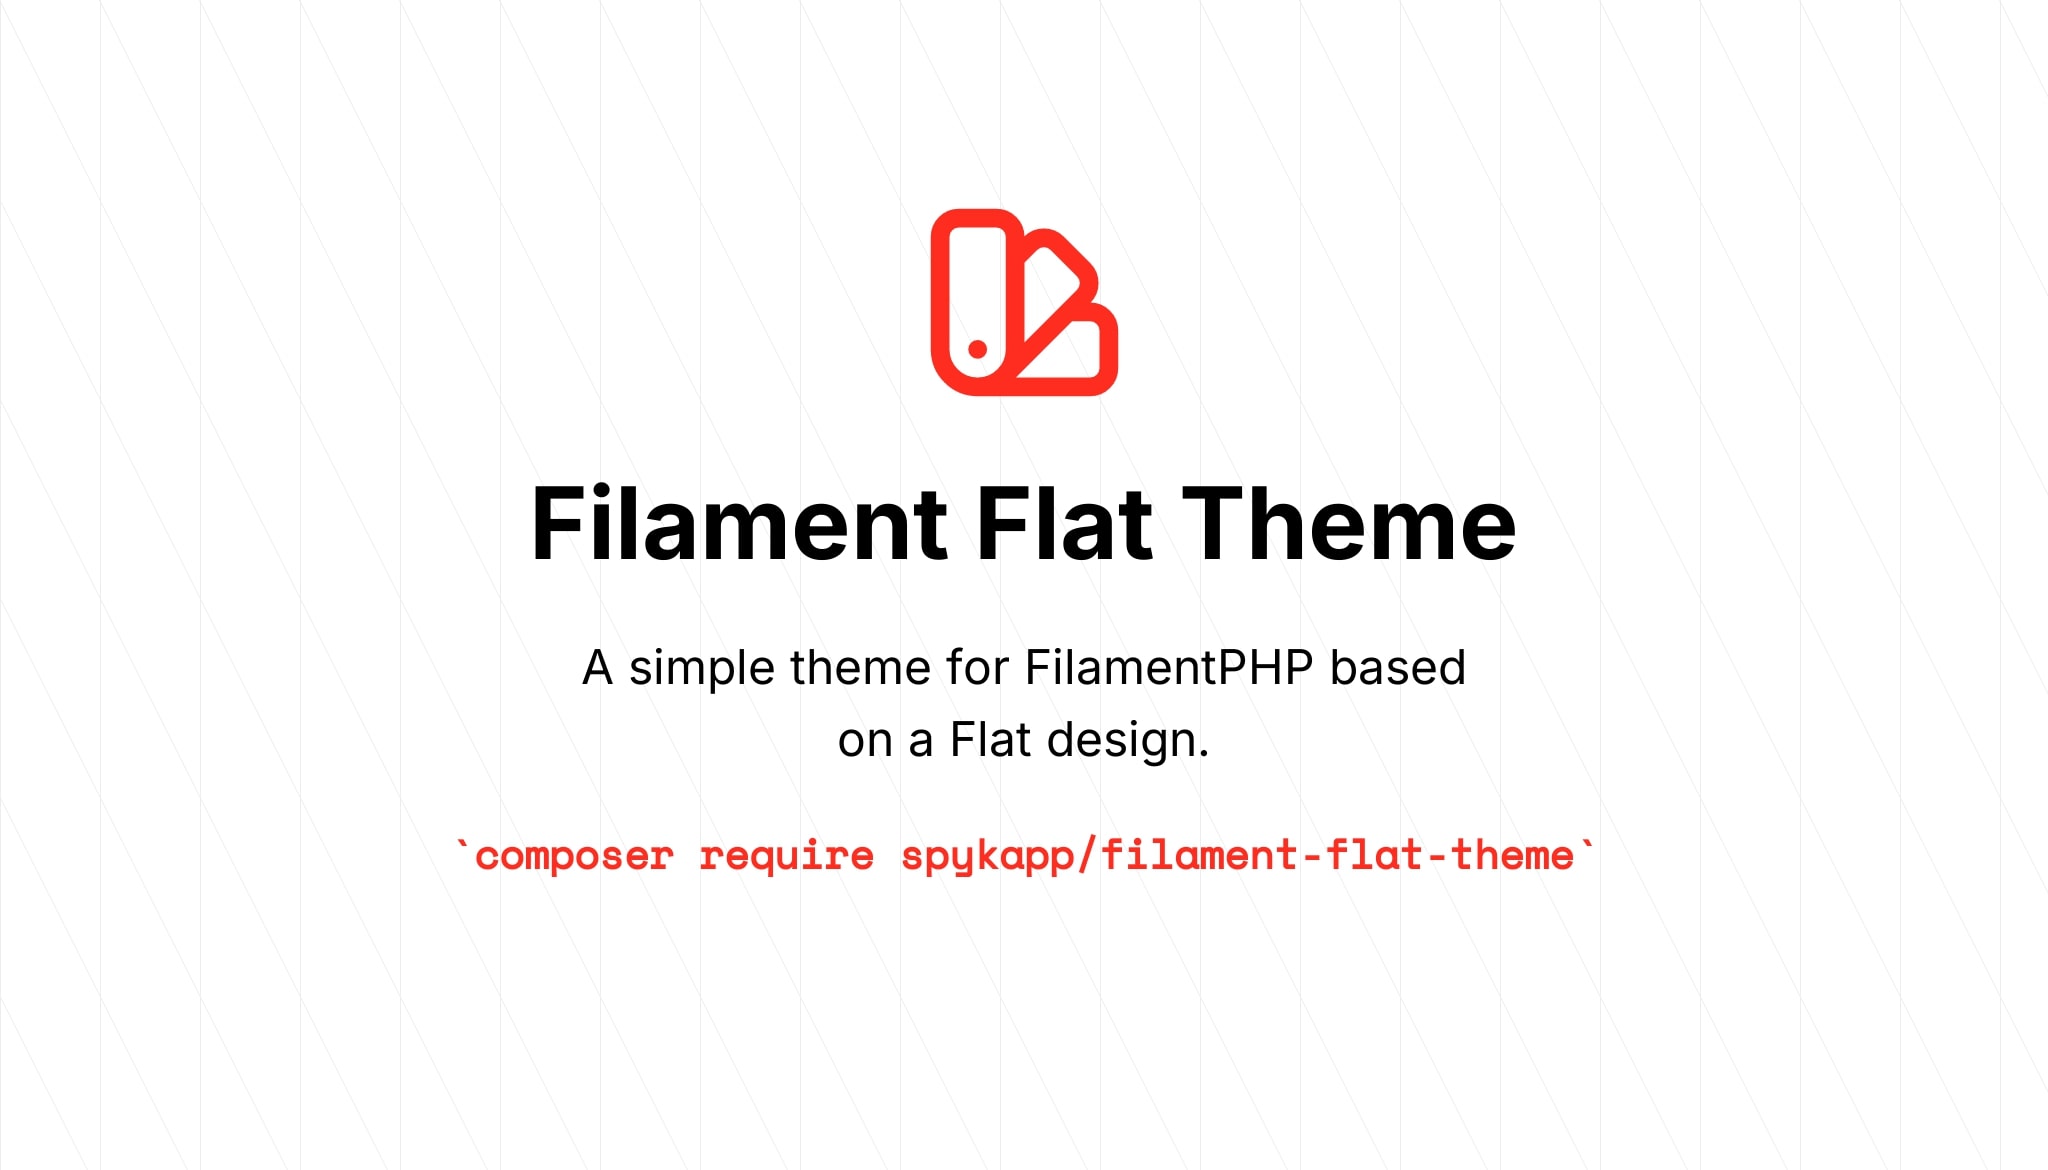 Filament Flat Theme
A simple theme for FilamentPHP based
on a Flat design.
`composer require spykapp/filament-flat-theme`